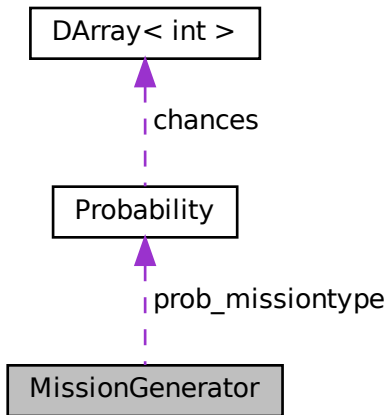 DArray< int >
chances
Probability
prob_missiontype
MissionGenerator